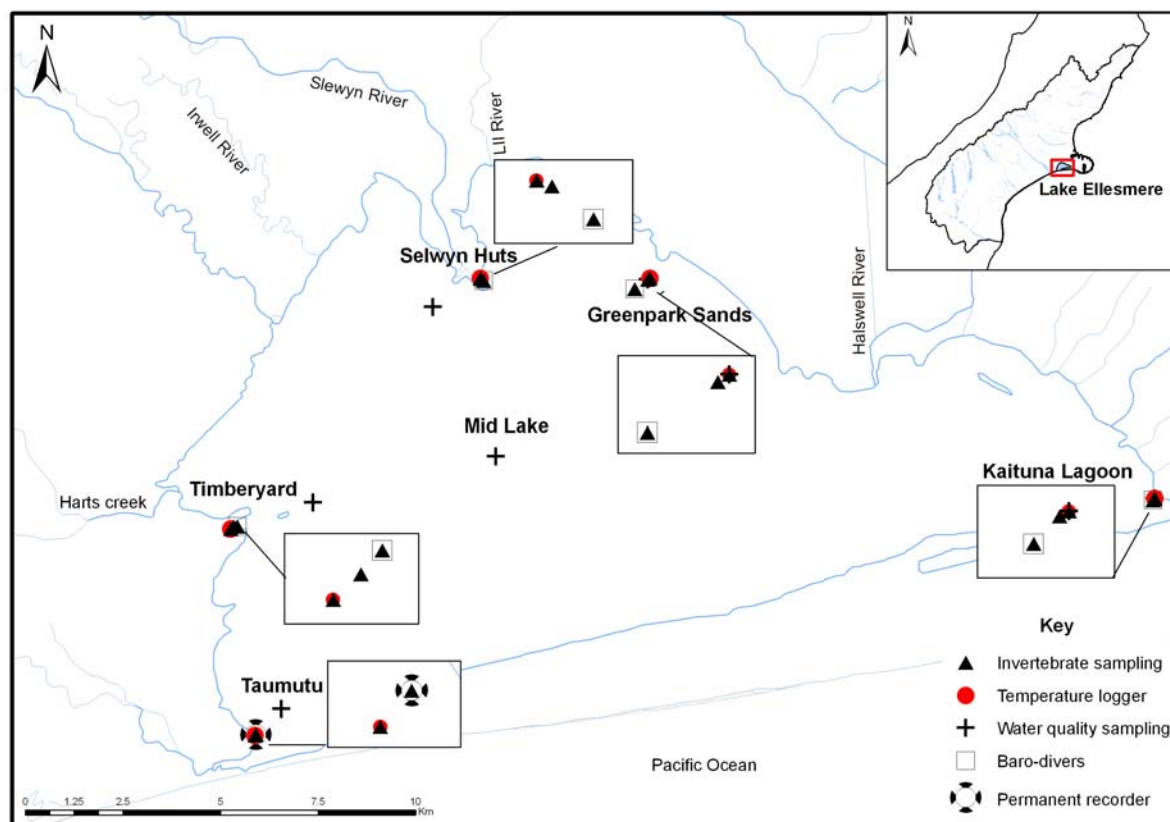 N
N
Slewyn River
Irwell River
LII River
Lake Ellesmere
Selwyn Huts
Greenpark Sands
Halswell River
Mid Lake
Kaituna Lagoon
Timberyard
Harts creek
Taumutu
Pacific Ocean
Key
Invertebrate sampling
Temperature logger
Water quality sampling
Baro-divers
Permanent recorder
0 1.25 2.5 5 7.5 10
Km